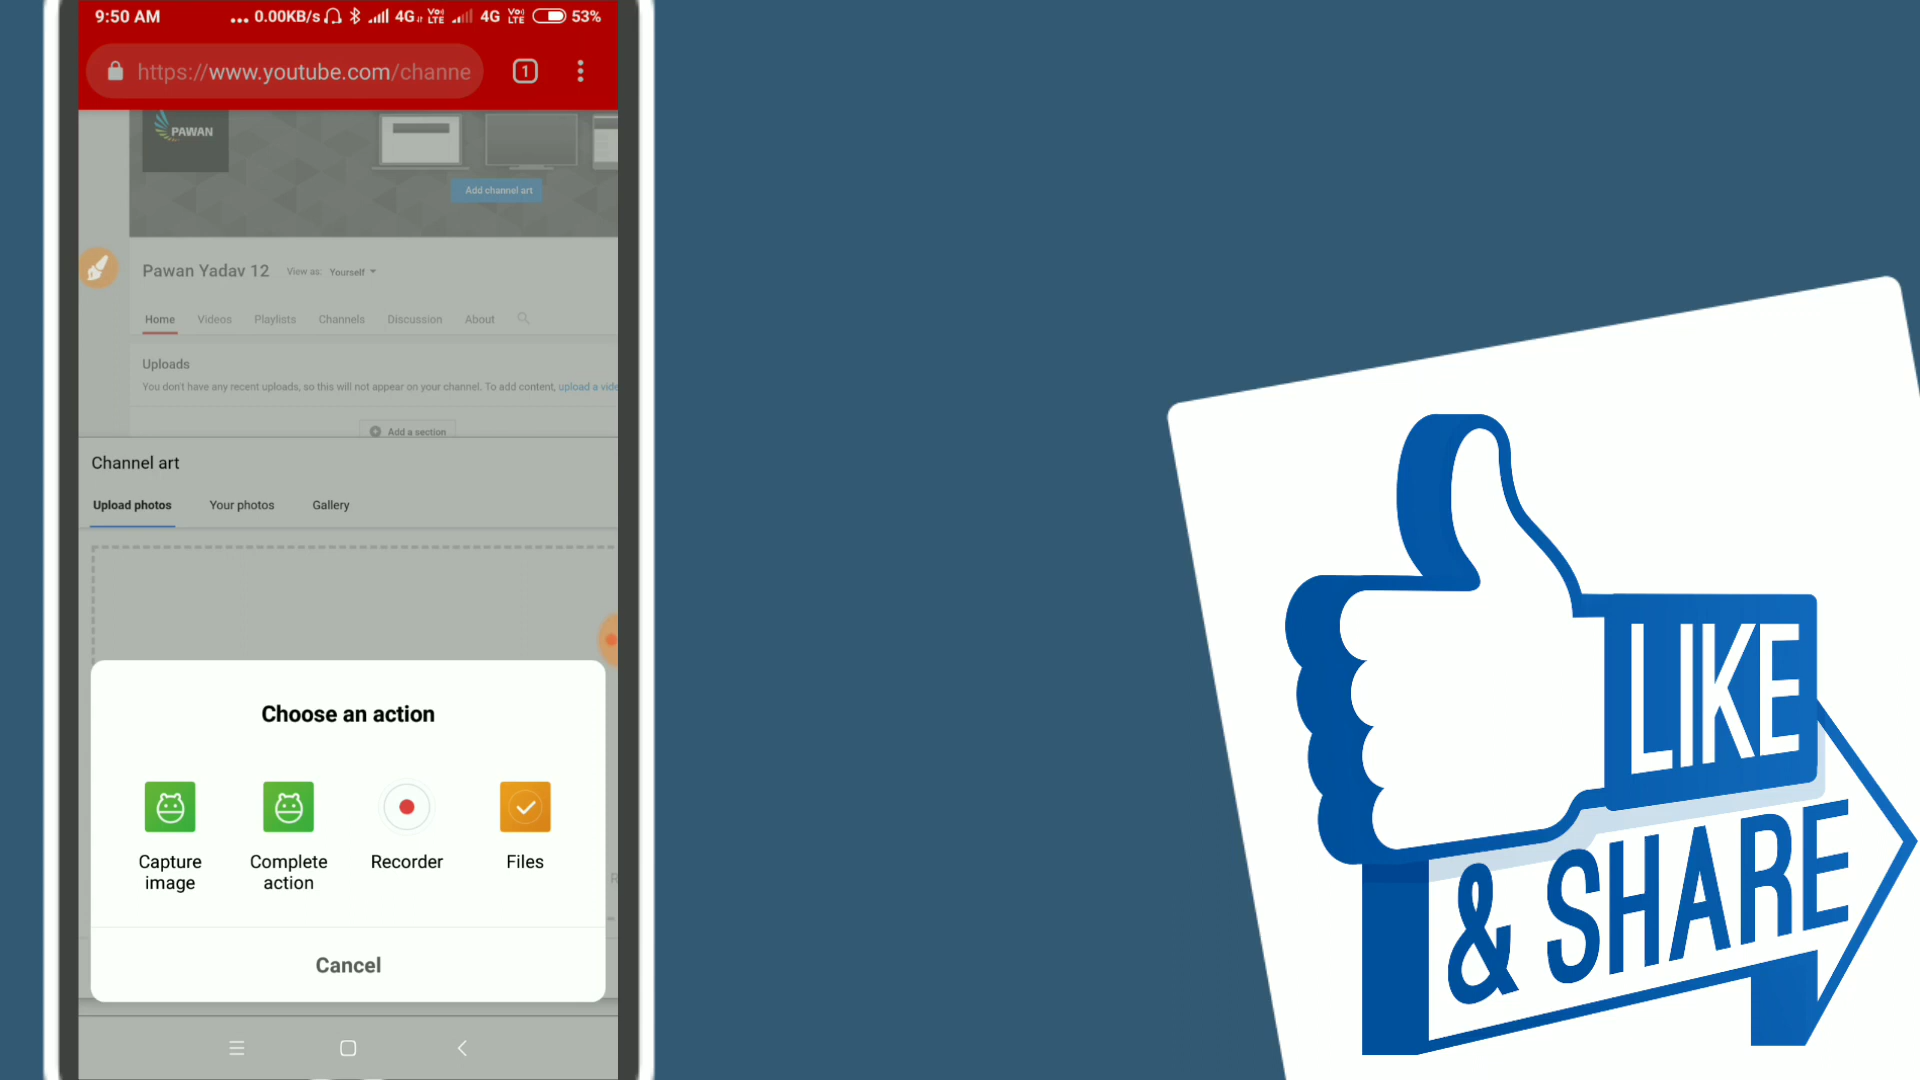 9:50 AM ... 0.00KB/s 4G VoLTE 4G VoLTE 53%
https://www.youtube.com/channe 1
PAWAN
Add channel art
Pawan Yadav 12 View as: Yourself
Home Videos Playlists Channels Discussion About
Uploads
You don't have any recent uploads, so this will not appear on your channel. To add content, upload a vide
Add a section
Channel art
Upload photos Your photos Gallery
Choose an action
Capture image
Complete action
Recorder
Files
R
Cancel
LIKE
& SHARE